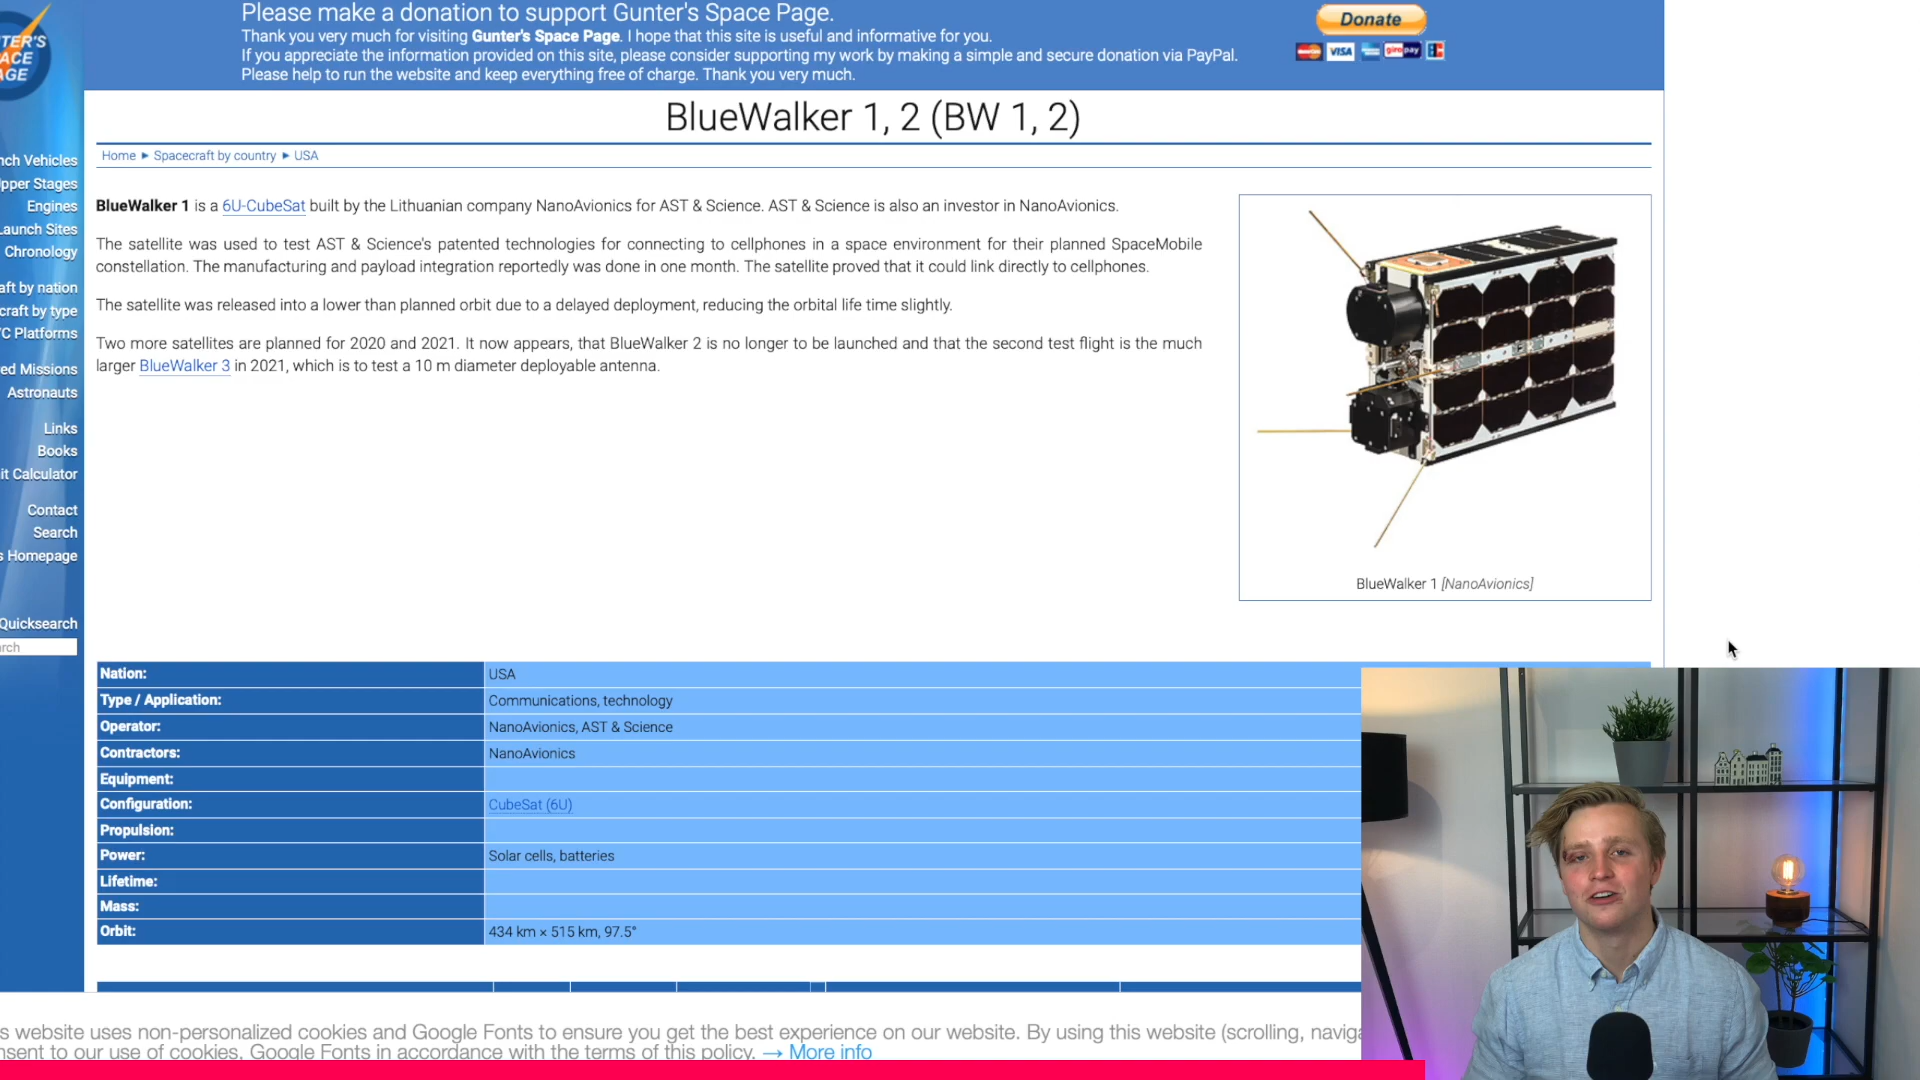 Please make a donation to support Gunter's Space Page.
Thank you very much for visiting Gunter's Space Page. I hope that this site is useful and informative for you.
If you appreciate the information provided on this site, please consider supporting my work by making a simple and secure donation via PayPal.
Please help to run the website and keep everything free of charge. Thank you very much.
Donate
VISA
giropay
TER'S
ACE
AGE
BlueWalker 1, 2 (BW 1, 2)
Home ► Spacecraft by country ► USA
nch Vehicles
pper Stages
Engines
Launch Sites
Chronology
aft by nation
craft by type
C Platforms
ed Missions
Astronauts
Links
Books
it Calculator
Contact
Search
s Homepage
Quicksearch
rch
BlueWalker 1 is a 6U-CubeSat built by the Lithuanian company NanoAvionics for AST & Science. AST & Science is also an investor in NanoAvionics.
The satellite was used to test AST & Science's patented technologies for connecting to cellphones in a space environment for their planned SpaceMobile
constellation. The manufacturing and payload integration reportedly was done in one month. The satellite proved that it could link directly to cellphones.
The satellite was released into a lower than planned orbit due to a delayed deployment, reducing the orbital life time slightly.
Two more satellites are planned for 2020 and 2021. It now appears, that BlueWalker 2 is no longer to be launched and that the second test flight is the much
larger BlueWalker 3 in 2021, which is to test a 10 m diameter deployable antenna.
BlueWalker 1 [NanoAvionics]
Nation: USA
Type / Application: Communications, technology
Operator: NanoAvionics, AST & Science
Contractors: NanoAvionics
Equipment:
Configuration: CubeSat (6U)
Propulsion:
Power: Solar cells, batteries
Lifetime:
Mass:
Orbit: 434 km × 515 km, 97.5°
s website uses non-personalized cookies and Google Fonts to ensure you get the best experience on our website. By using this website (scrolling, naviga
nsent to our use of cookies, Google Fonts in accordance with the terms of this policy. → More info